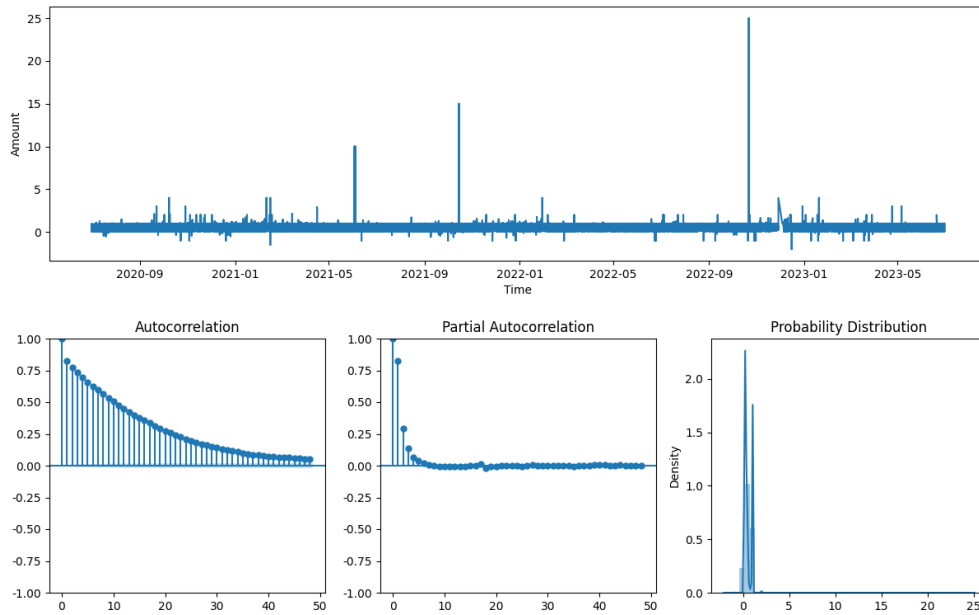 25
20
15
10
5
0
Amount
2020-09 2021-01 2021-05 2021-09 2022-01 2022-05 2022-09 2023-01 2023-05
Time
Autocorrelation
1.00
0.75
0.50
0.25
0.00
-0.25
-0.50
-0.75
-1.00
0 10 20 30 40 50
Partial Autocorrelation
1.00
0.75
0.50
0.25
0.00
-0.25
-0.50
-0.75
-1.00
0 10 20 30 40 50
Probability Distribution
2.0
1.5
1.0
0.5
0.0
Density
0 5 10 15 20 25